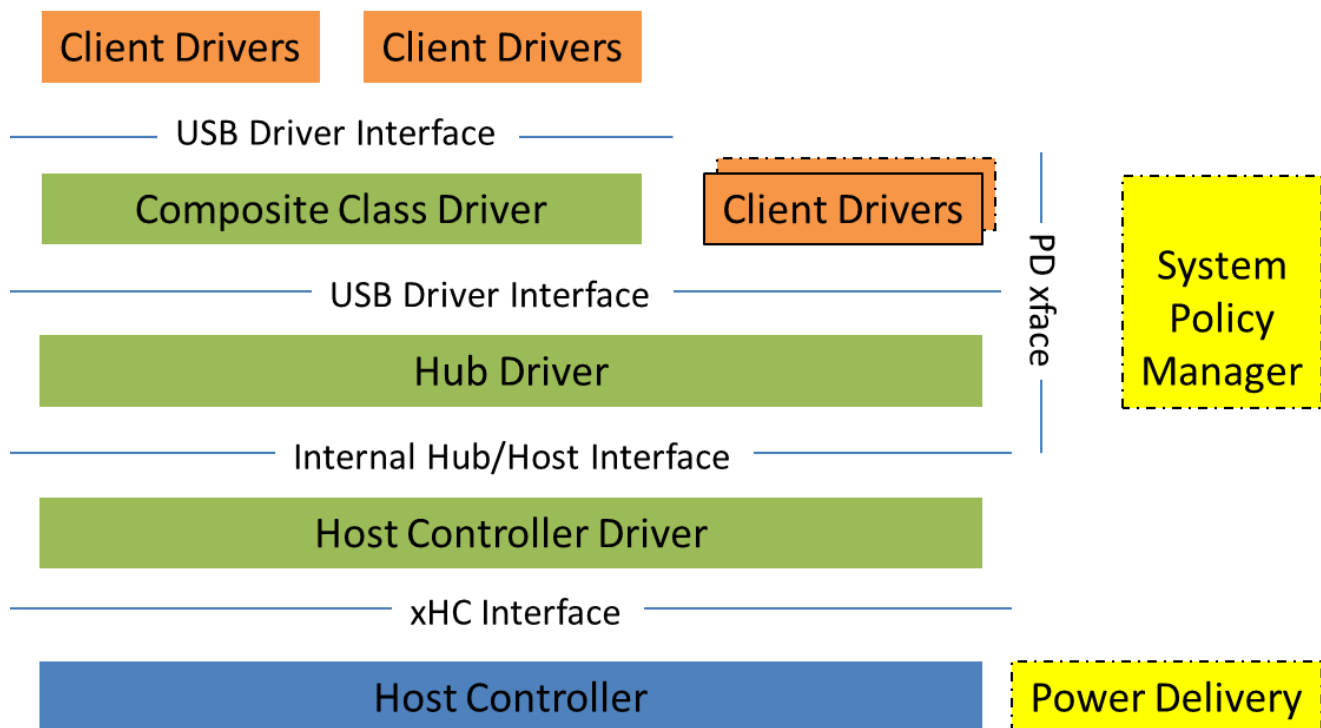 Client Drivers
Client Drivers
USB Driver Interface
Composite Class Driver
Client Drivers
PD xface
System
Policy
Manager
USB Driver Interface
Hub Driver
Internal Hub/Host Interface
Host Controller Driver
xHC Interface
Host Controller
Power Delivery